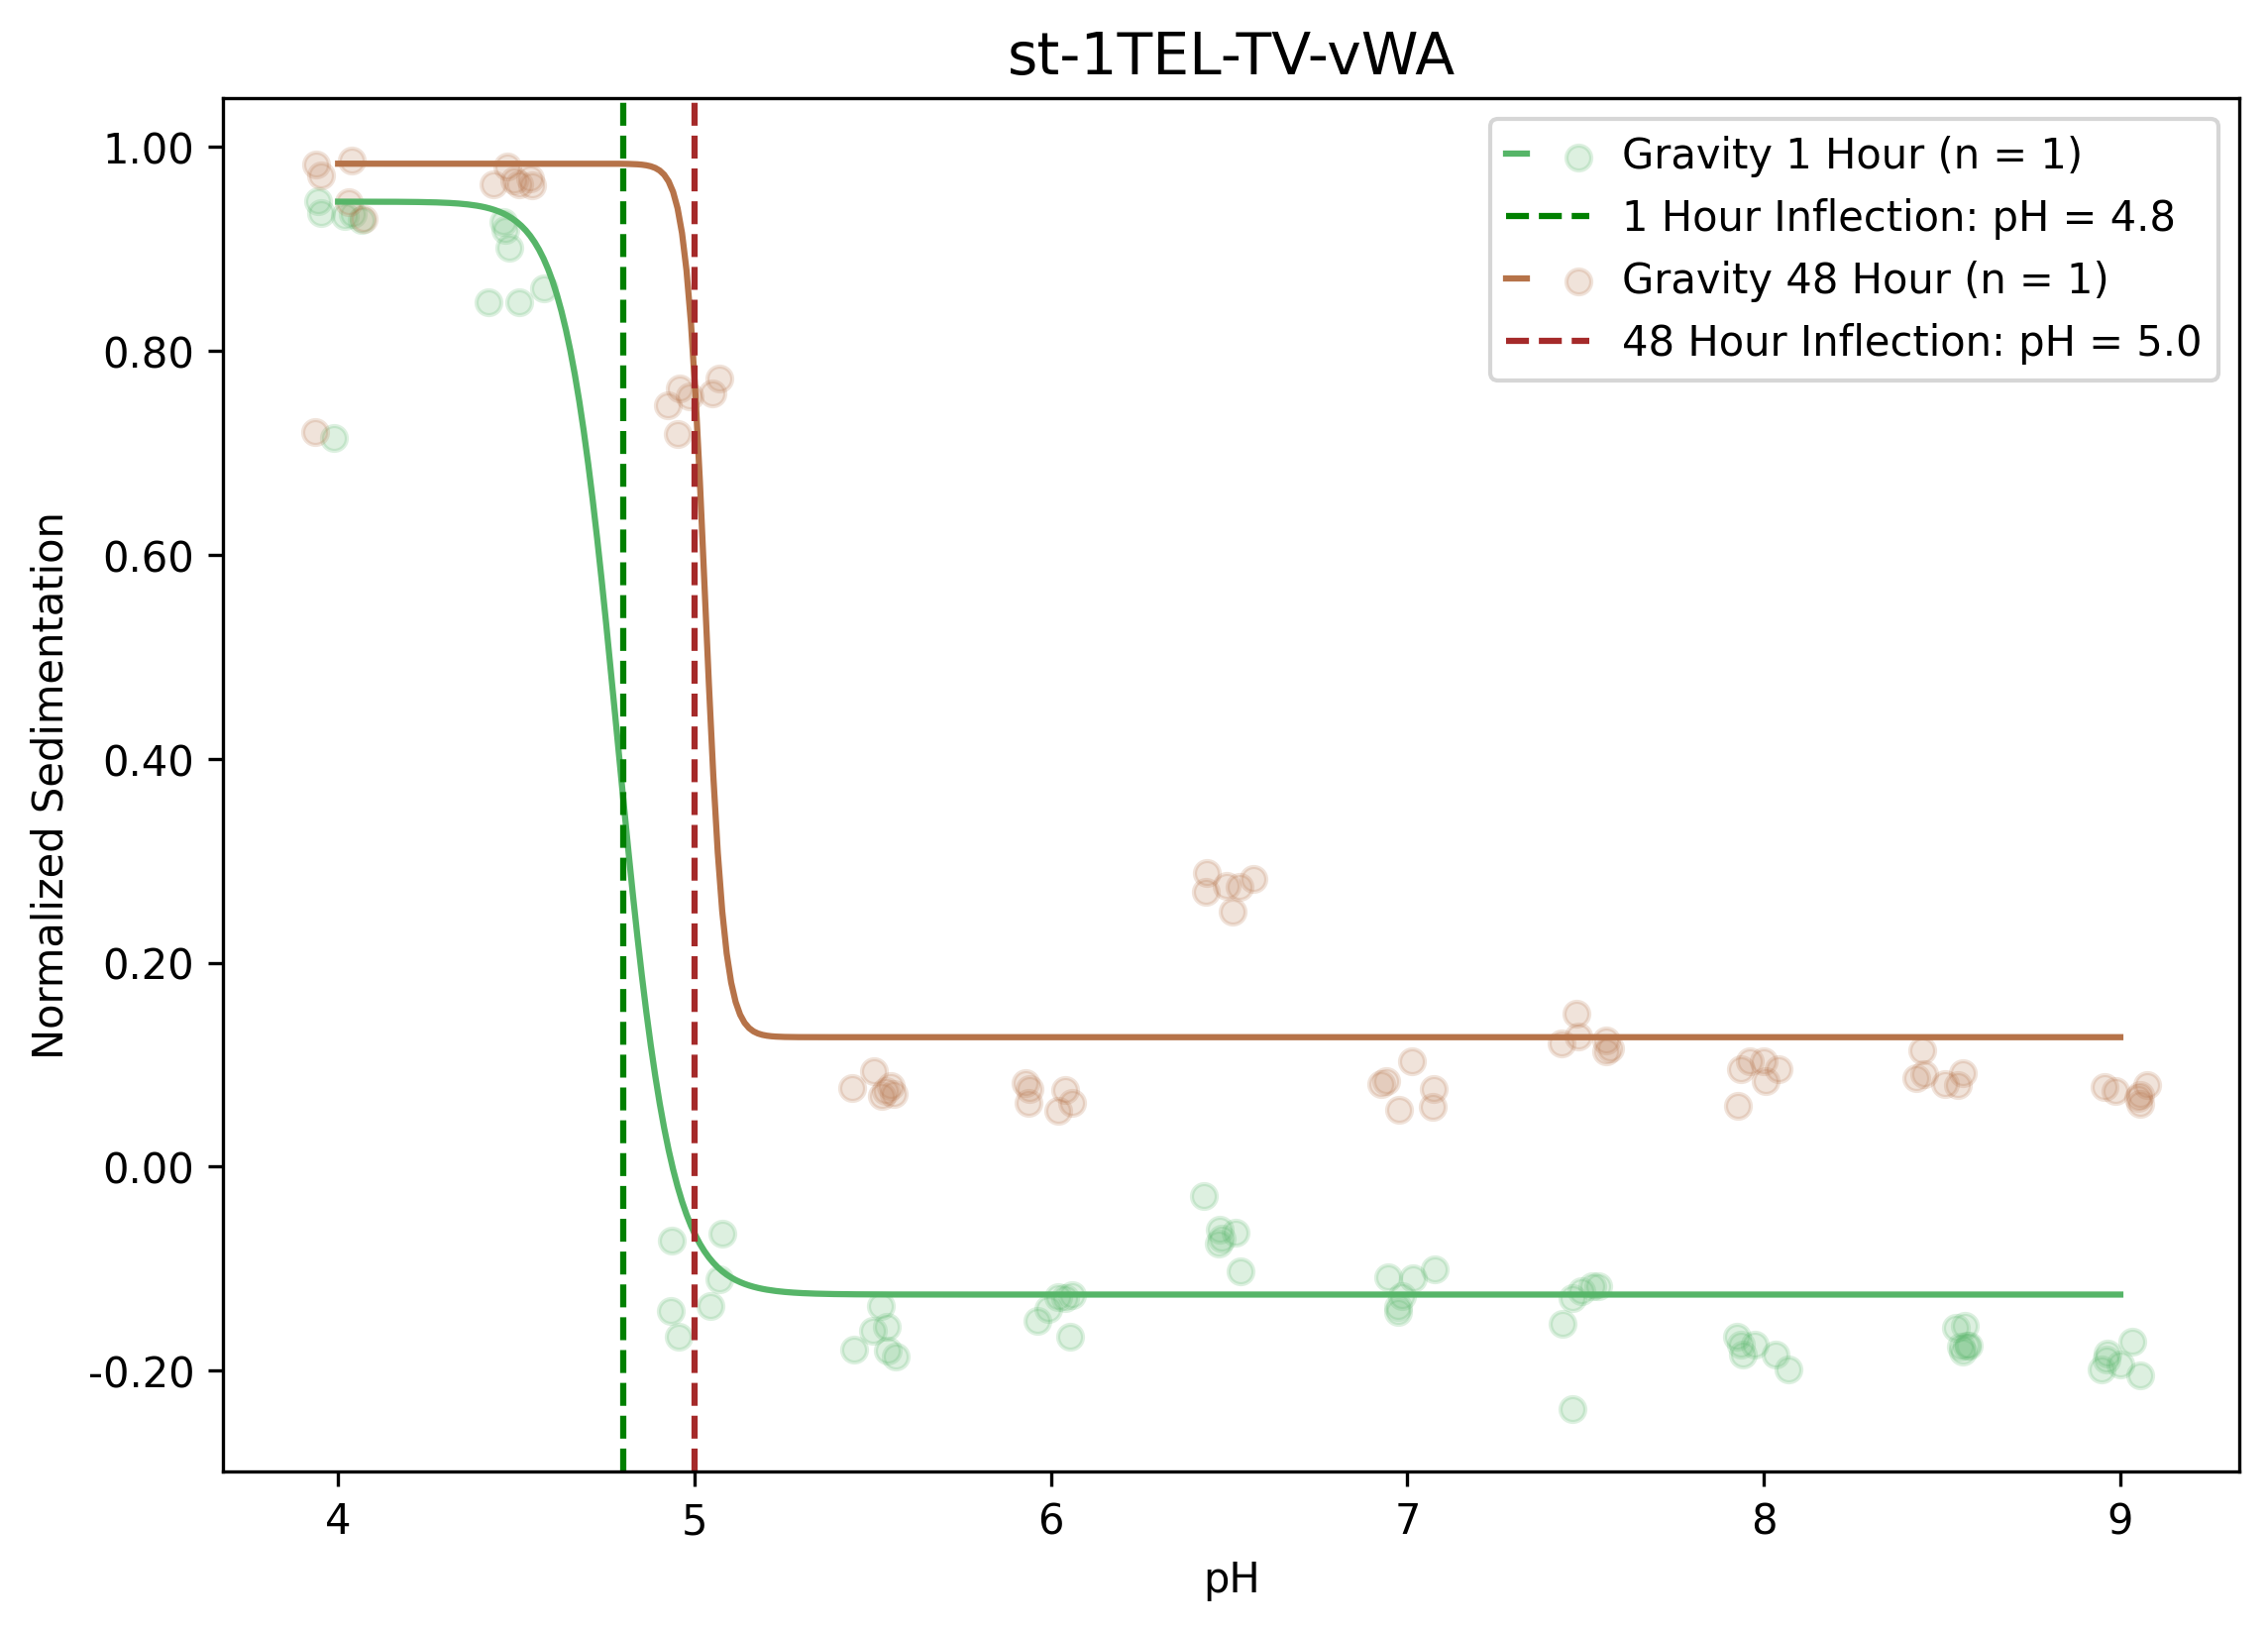 st-1TEL-TV-vWA
Gravity 1 Hour (n = 1)
1 Hour Inflection: pH = 4.8
Gravity 48 Hour (n = 1)
48 Hour Inflection: pH = 5.0
Normalized Sedimentation
1.00
0.80
0.60
0.40
0.20
0.00
-0.20
4 5 6 7 8 9
pH